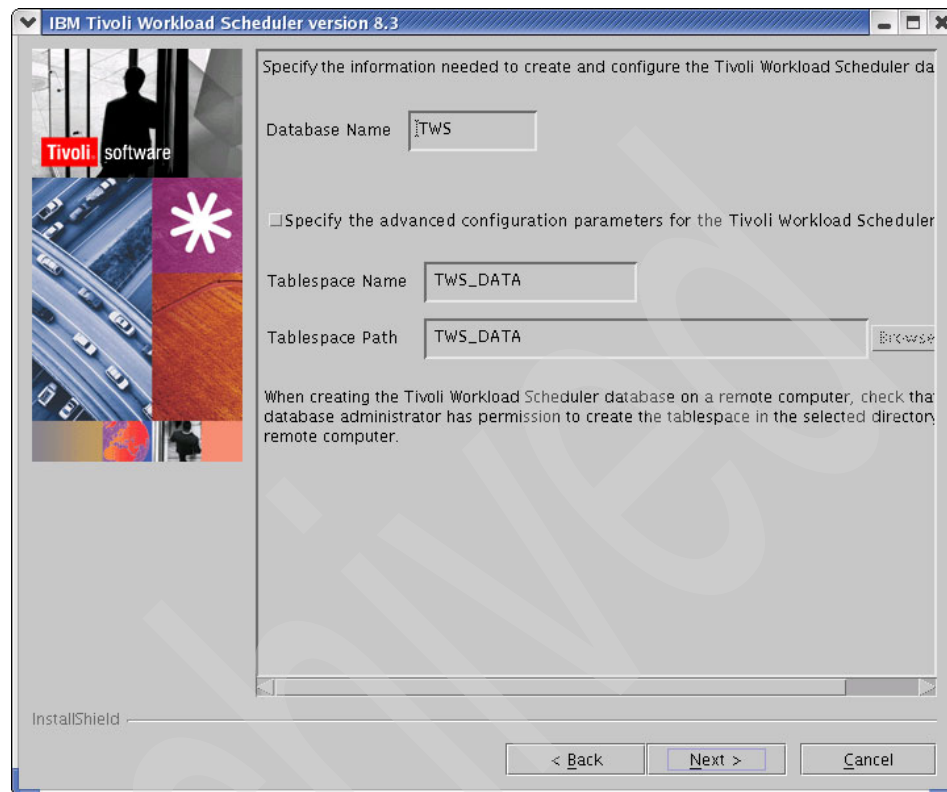 IBM Tivoli Workload Scheduler version 8.3
Tivoli software
Specify the information needed to create and configure the Tivoli Workload Scheduler da
Database Name TWS
Specify the advanced configuration parameters for the Tivoli Workload Scheduler
Tablespace Name TWS_DATA
Tablespace Path TWS_DATA Browse
When creating the Tivoli Workload Scheduler database on a remote computer, check tha
database administrator has permission to create the tablespace in the selected directory
remote computer.
InstallShield
< Back Next > Cancel